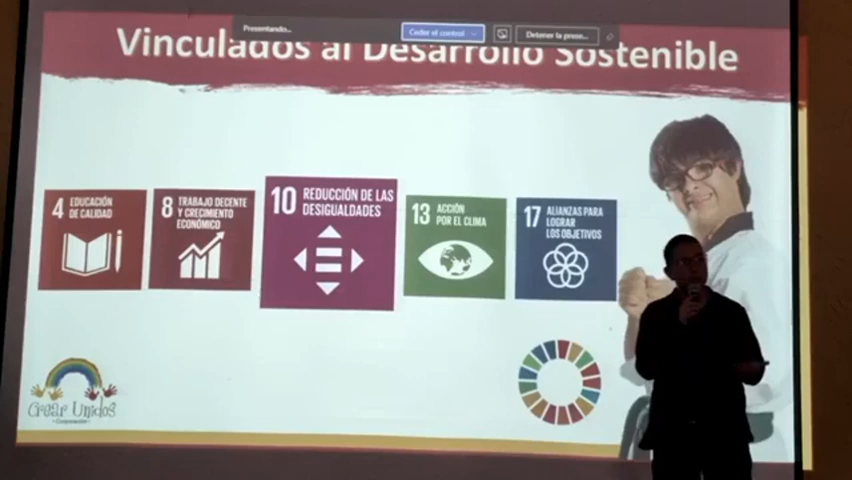 Presentando...
Ceder el control
Detener la prese...
Vinculados al Desarrollo Sostenible
4 EDUCACIÓN
DE CALIDAD
8 TRABAJO DECENTE
Y CRECIMIENTO
ECONÓMICO
10 REDUCCIÓN DE LAS
DESIGUALDADES
13 ACCIÓN
POR EL CLIMA
17 ALIANZAS PARA
LOGRAR
LOS OBJETIVOS
Crear Unidos
Corporación